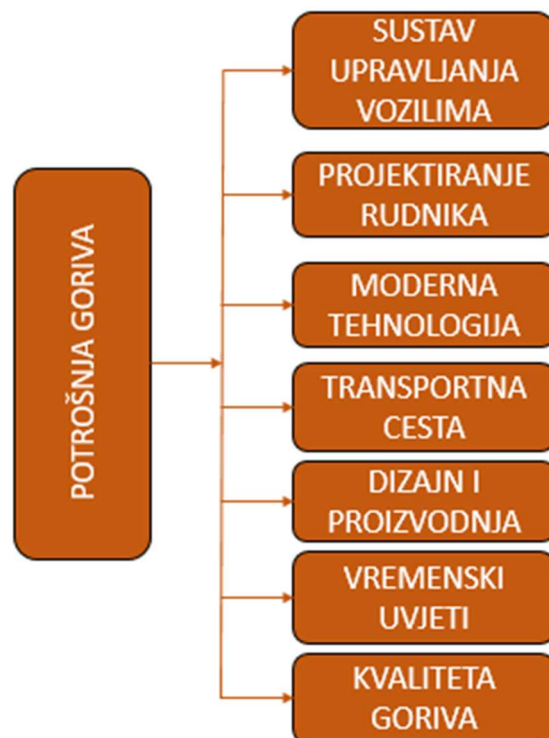 POTROŠNJA GORIVA
SUSTAV
UPRAVLJANJA
VOZILIMA
PROJEKTIRANJE
RUDNIKA
MODERNA
TEHNOLOGIJA
TRANSPORTNA
CESTA
DIZAJN I
PROIZVODNJA
VREMENSKI
UVJETI
KVALITETA
GORIVA